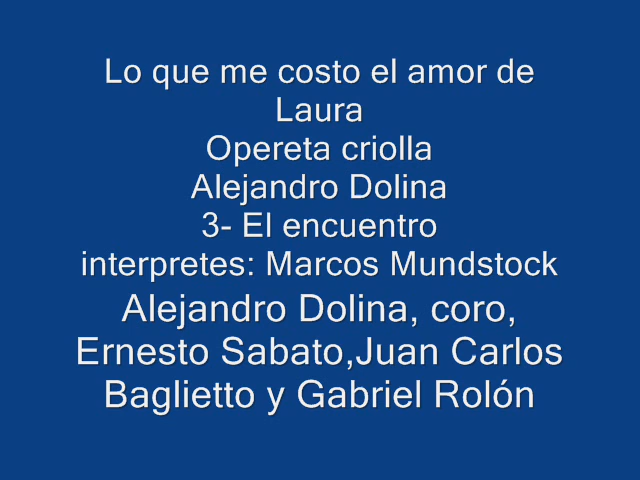 Lo que me costo el amor de
Laura
Opereta criolla
Alejandro Dolina
3- El encuentro
interpretes: Marcos Mundstock
Alejandro Dolina, coro,
Ernesto Sabato,Juan Carlos
Baglietto y Gabriel Rolón